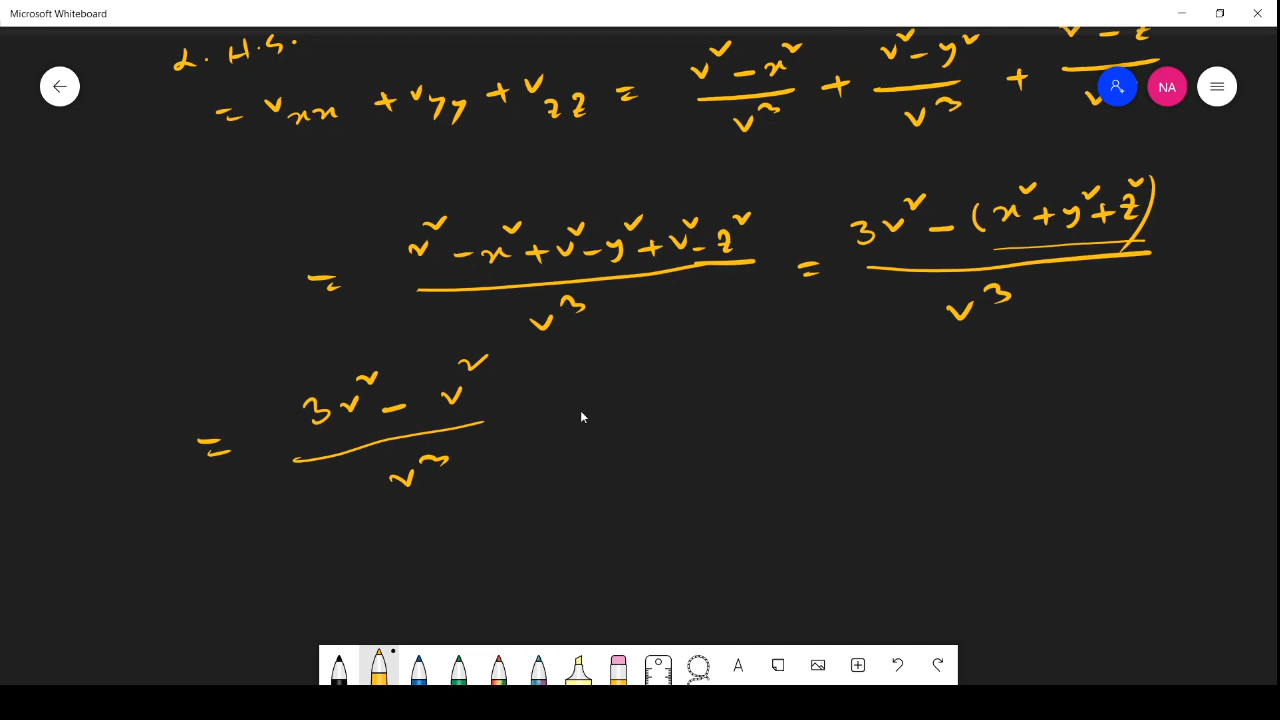 Microsoft Whiteboard
L.H.S.
= v_xx + v_yy + v_zz = (v² - x²)/v³ + (v² - y²)/v³ +
NA
= (v² - x² + v² - y² + v² - z²)/v³ = (3v² - (x² + y² + z²))/v³
= (3v² - v²)/v³
A